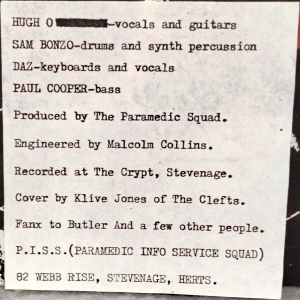 HUGH O-vocals and guitars
SAM BONZO-drums and synth percussion
DAZ-keyboards and vocals
PAUL COOPER-bass
Produced by The Paramedic Squad.
Engineered by Malcolm Collins.
Recorded at The Crypt, Stevenage.
Cover by Klive Jones of The Clefts.
Fanx to Butler And a few other people.
P.I.S.S.(PARAMEDIC INFO SERVICE SQUAD)
82 WEBB RISE, STEVENAGE, HERTS.